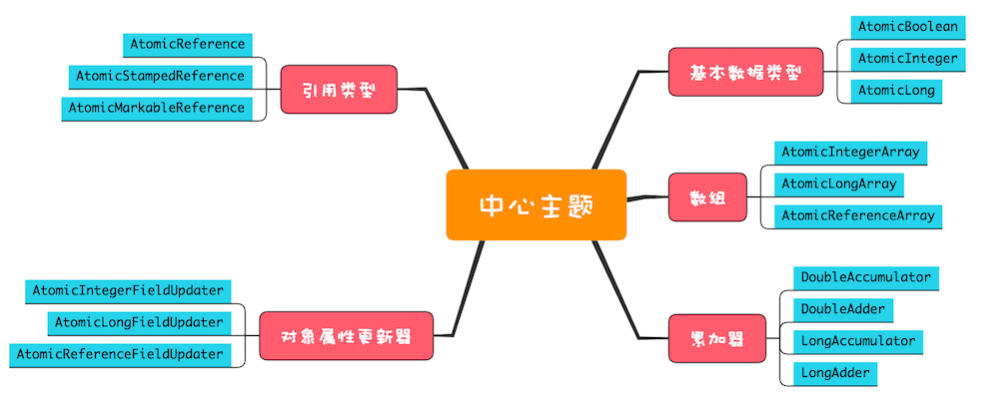 中心主题
引用类型
AtomicReference
AtomicStampedReference
AtomicMarkableReference
基本数据类型
AtomicBoolean
AtomicInteger
AtomicLong
数组
AtomicIntegerArray
AtomicLongArray
AtomicReferenceArray
对象属性更新器
AtomicIntegerFieldUpdater
AtomicLongFieldUpdater
AtomicReferenceFieldUpdater
累加器
DoubleAccumulator
DoubleAdder
LongAccumulator
LongAdder